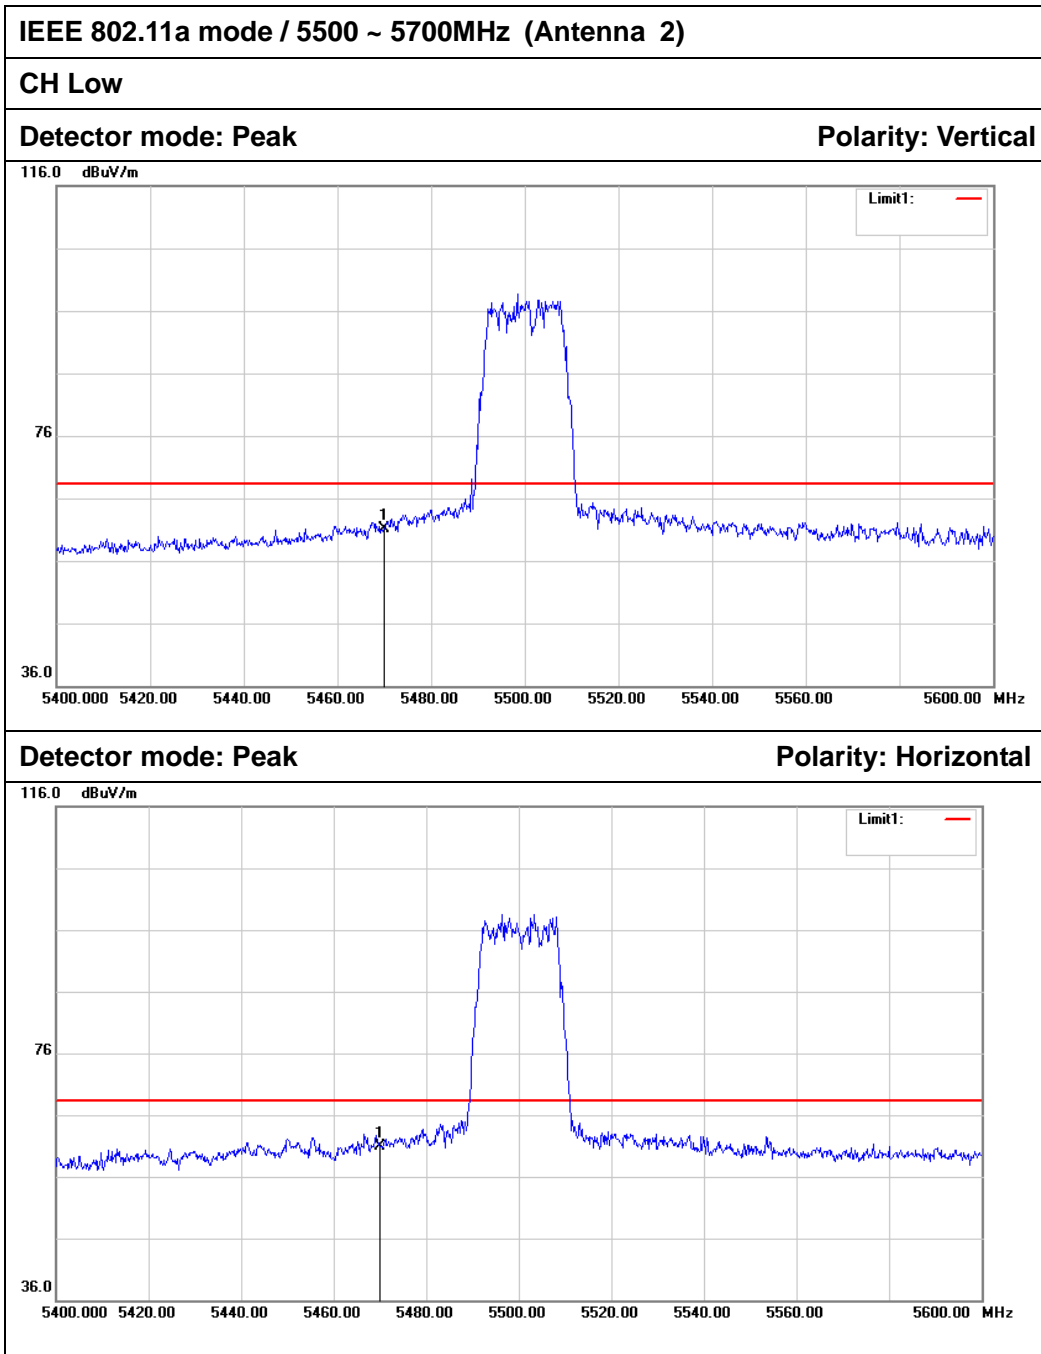 IEEE 802.11a mode / 5500 ~ 5700MHz (Antenna 2)
CH Low
Detector mode: Peak Polarity: Vertical
116.0 dBuV/m
Limit1:
76
1
36.0
5400.000 5420.00 5440.00 5460.00 5480.00 5500.00 5520.00 5540.00 5560.00 5600.00 MHz
Detector mode: Peak Polarity: Horizontal
116.0 dBuV/m
Limit1:
76
1
36.0
5400.000 5420.00 5440.00 5460.00 5480.00 5500.00 5520.00 5540.00 5560.00 5600.00 MHz